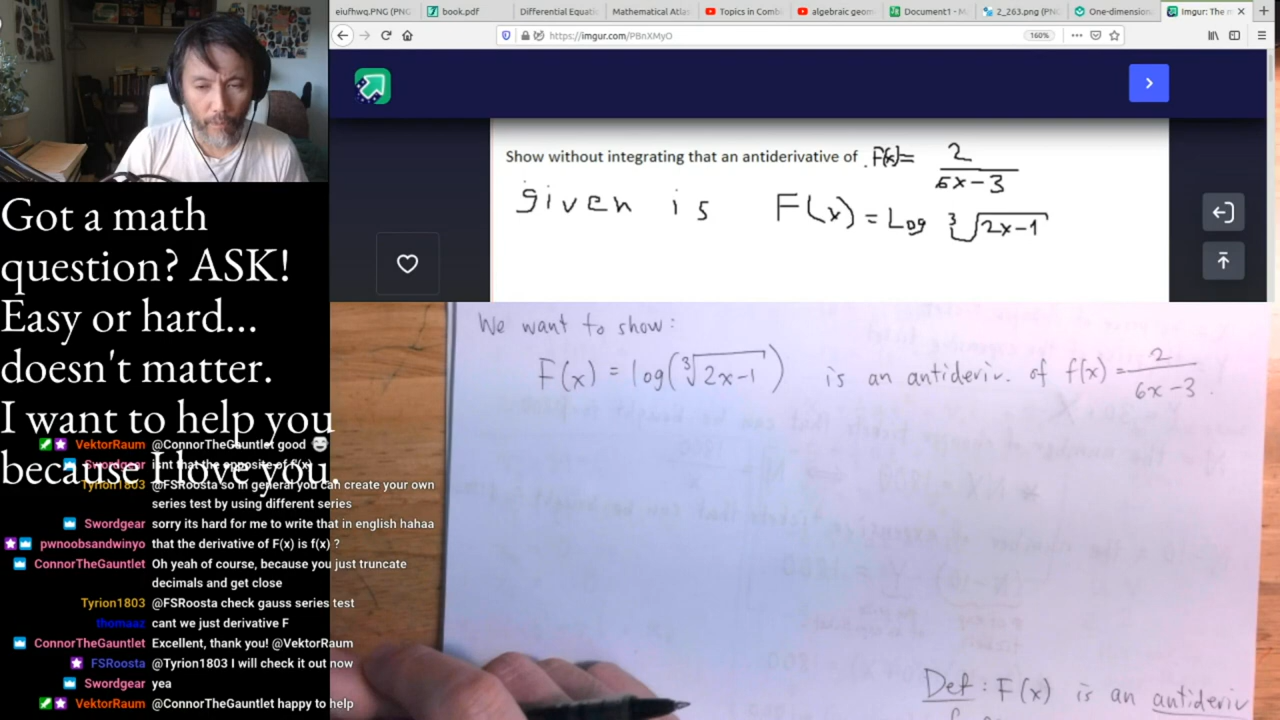 eiufhwq.PNG (PNG
book.pdf
Differential Equati
Mathematical Atlas
Topics in Comb
algebraic geom
Document1 - M
2_263.png (PN
One-dimension
Imgur: The m
https://imgur.com/PBnXMyO
160%
Show without integrating that an antiderivative of F(x)= 2/(6x-3)
given is F(x) = Log ∛(2x-1)
We want to show:
F(x) = log(∛(2x-1)) is an antideriv. of f(x) = 2/(6x-3).
Def: F(x) is an antideriv
Got a math
question? ASK!
Easy or hard...
doesn't matter.
I want to help you
because I love you.
VektorRaum @ConnorTheGauntlet good
Swordgear isnt that the opposite of f'(x)
Tyrion1803 @FSRoosta so in general you can create your own
series test by using different series
Swordgear sorry its hard for me to write that in english hahaa
pwnoobsandwinyo that the derivative of F(x) is f(x) ?
ConnorTheGauntlet Oh yeah of course, because you just truncate
decimals and get close
Tyrion1803 @FSRoosta check gauss series test
thomaaz cant we just derivative F
ConnorTheGauntlet Excellent, thank you! @VektorRaum
FSRoosta @Tyrion1803 I will check it out now
Swordgear yea
VektorRaum @ConnorTheGauntlet happy to help